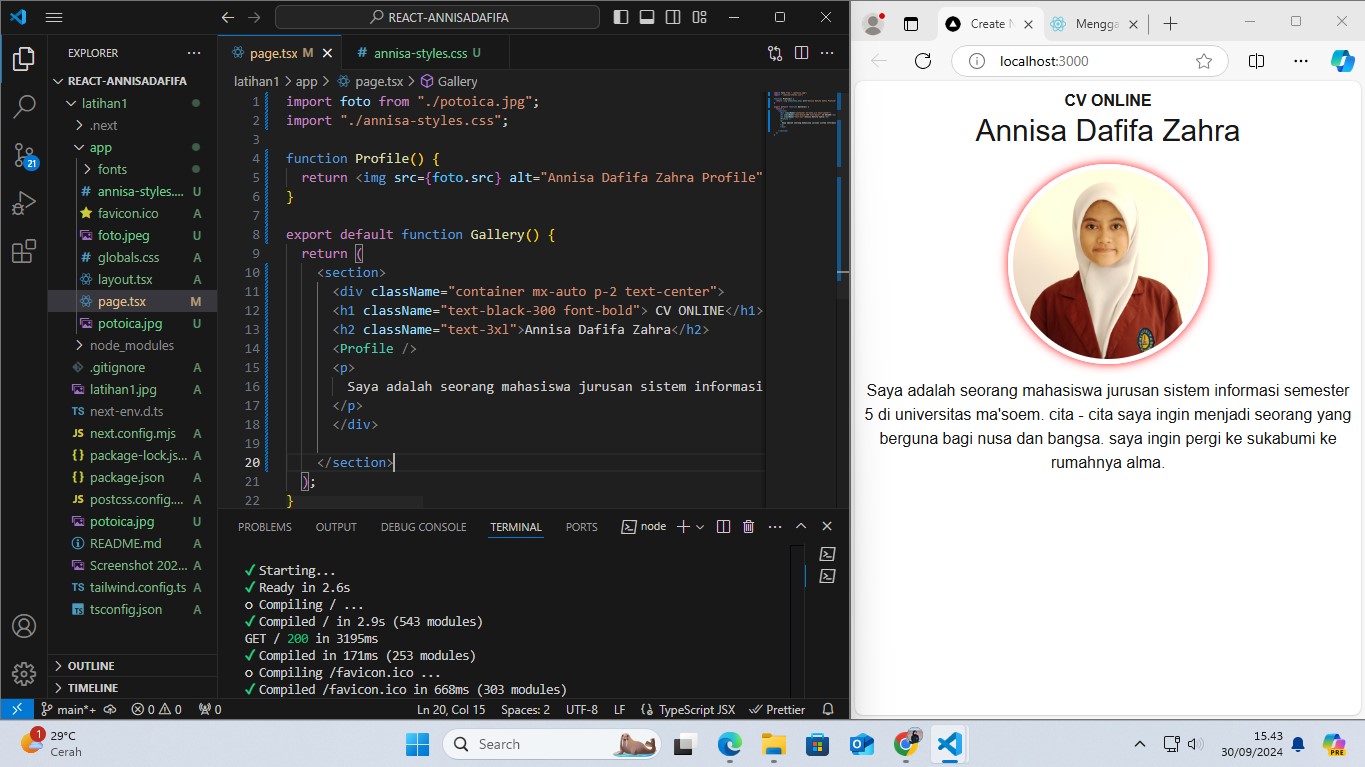 REACT-ANNISADAFIFA
EXPLORER
REACT-ANNISADAFIFA
latihan1
.next
app
fonts
# annisa-styles.... U
favicon.ico A
foto.jpeg U
# globals.css A
layout.tsx A
page.tsx M
potoica.jpg U
node_modules
.gitignore A
latihan1.jpg A
TS next-env.d.ts
JS next.config.mjs A
{} package-lock.js... A
{} package.json A
JS postcss.config.... A
potoica.jpg U
README.md A
Screenshot 202... A
TS tailwind.config.ts A
TS tsconfig.json A
OUTLINE
TIMELINE
21
page.tsx M
# annisa-styles.css U
latihan1 > app > page.tsx > Gallery
1 import foto from "./potoica.jpg";
2 import "./annisa-styles.css";
3
4 function Profile() {
5 return <img src={foto.src} alt="Annisa Dafifa Zahra Profile"
6 }
7
8 export default function Gallery() {
9 return (
10 <section>
11 <div className="container mx-auto p-2 text-center">
12 <h1 className="text-black-300 font-bold"> CV ONLINE</h1>
13 <h2 className="text-3xl">Annisa Dafifa Zahra</h2>
14 <Profile />
15 <p>
16 Saya adalah seorang mahasiswa jurusan sistem informasi
17 </p>
18 </div>
19
20 </section>
21 );
22 }
PROBLEMS OUTPUT DEBUG CONSOLE TERMINAL PORTS node
✓ Starting...
✓ Ready in 2.6s
○ Compiling / ...
✓ Compiled / in 2.9s (543 modules)
GET / 200 in 3195ms
✓ Compiled in 171ms (253 modules)
○ Compiling /favicon.ico ...
✓ Compiled /favicon.ico in 668ms (303 modules)
main*+ 0 0 0 Ln 20, Col 15 Spaces: 2 UTF-8 LF {} TypeScript JSX Prettier
Create N
Mengga
localhost:3000
CV ONLINE
Annisa Dafifa Zahra
Saya adalah seorang mahasiswa jurusan sistem informasi semester
5 di universitas ma'soem. cita - cita saya ingin menjadi seorang yang
berguna bagi nusa dan bangsa. saya ingin pergi ke sukabumi ke
rumahnya alma.
1
29°C
Cerah
Search
15.43
30/09/2024
PRE